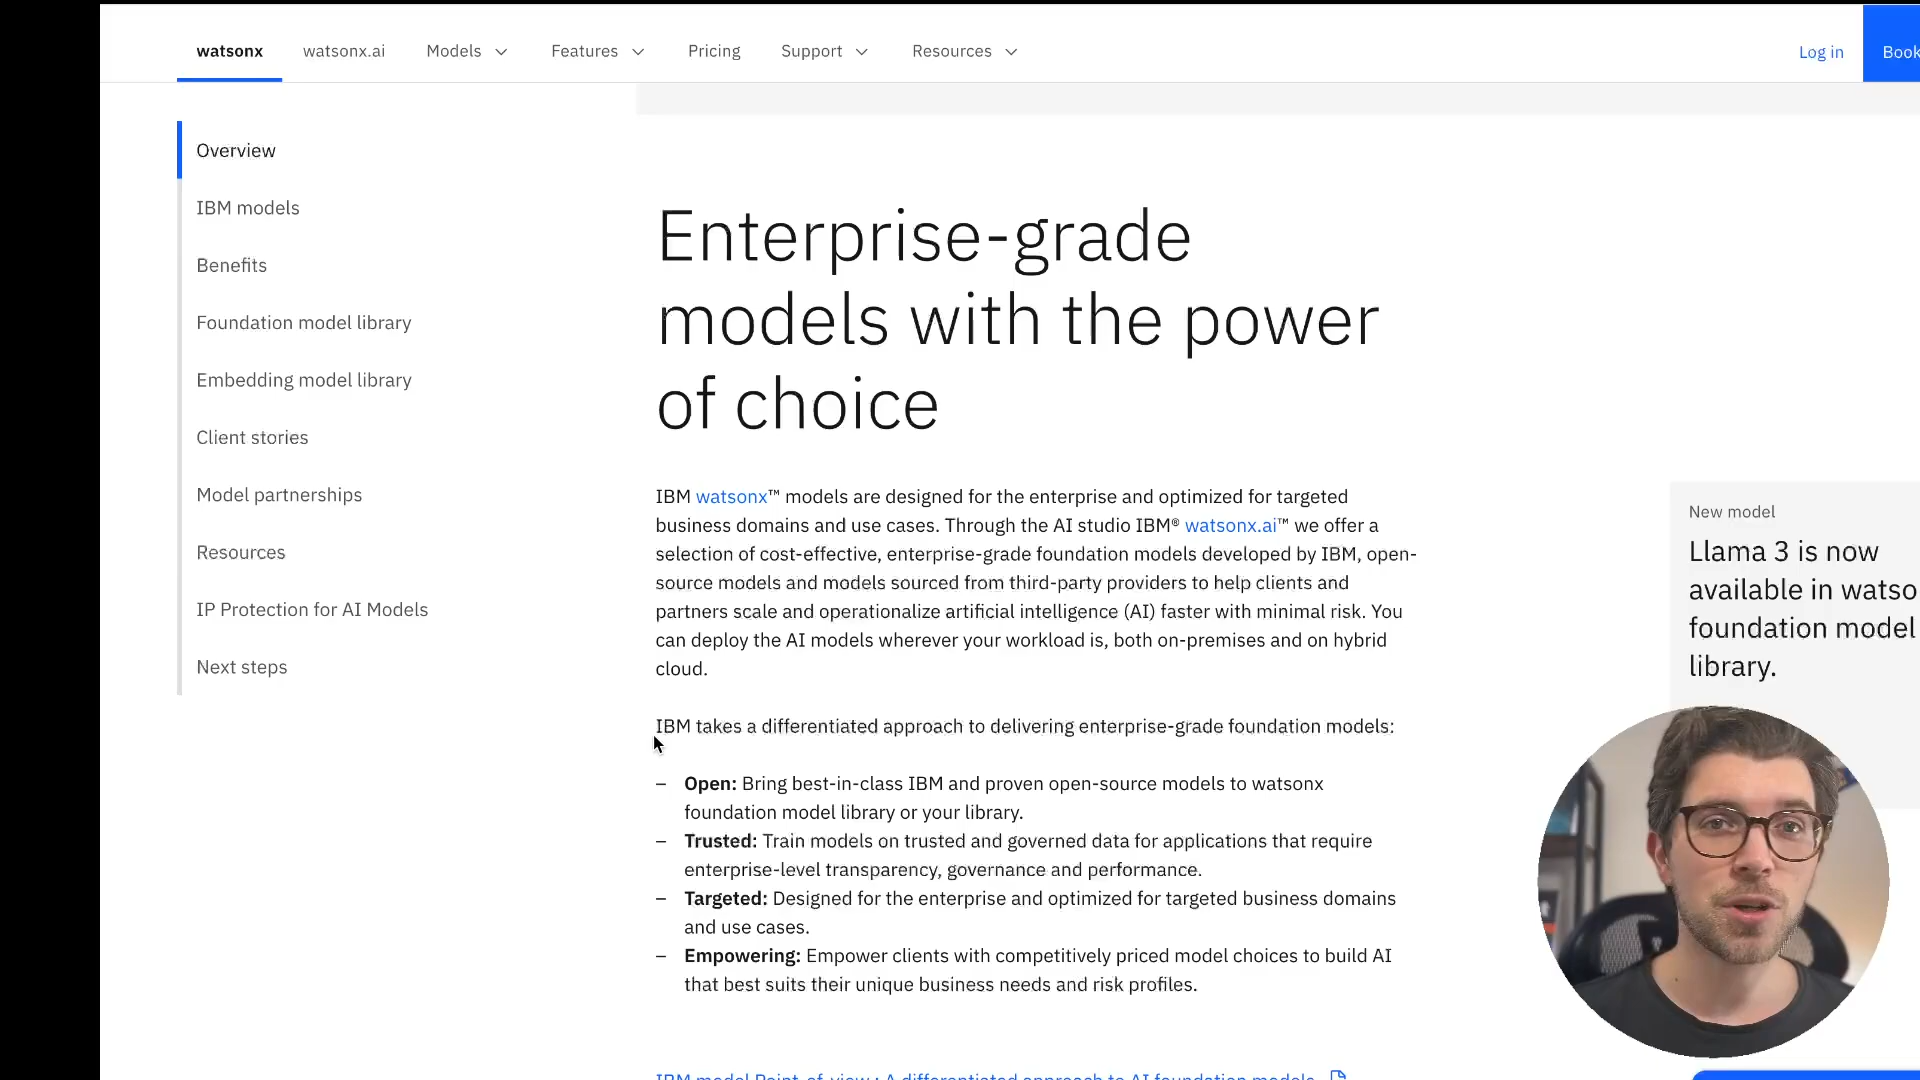 watsonx
watsonx.ai
Models
Features
Pricing
Support
Resources
Log in
Book
Overview
IBM models
Benefits
Foundation model library
Embedding model library
Client stories
Model partnerships
Resources
IP Protection for AI Models
Next steps
Enterprise-grade
models with the power
of choice
IBM watsonx™ models are designed for the enterprise and optimized for targeted
business domains and use cases. Through the AI studio IBM® watsonx.ai™ we offer a
selection of cost-effective, enterprise-grade foundation models developed by IBM, open-
source models and models sourced from third-party providers to help clients and
partners scale and operationalize artificial intelligence (AI) faster with minimal risk. You
can deploy the AI models wherever your workload is, both on-premises and on hybrid
cloud.
IBM takes a differentiated approach to delivering enterprise-grade foundation models:
– Open: Bring best-in-class IBM and proven open-source models to watsonx
foundation model library or your library.
– Trusted: Train models on trusted and governed data for applications that require
enterprise-level transparency, governance and performance.
– Targeted: Designed for the enterprise and optimized for targeted business domains
and use cases.
– Empowering: Empower clients with competitively priced model choices to build AI
that best suits their unique business needs and risk profiles.
IBM model Point-of-view : A differentiated approach to AI foundation models
New model
Llama 3 is now
available in watso
foundation model
library.